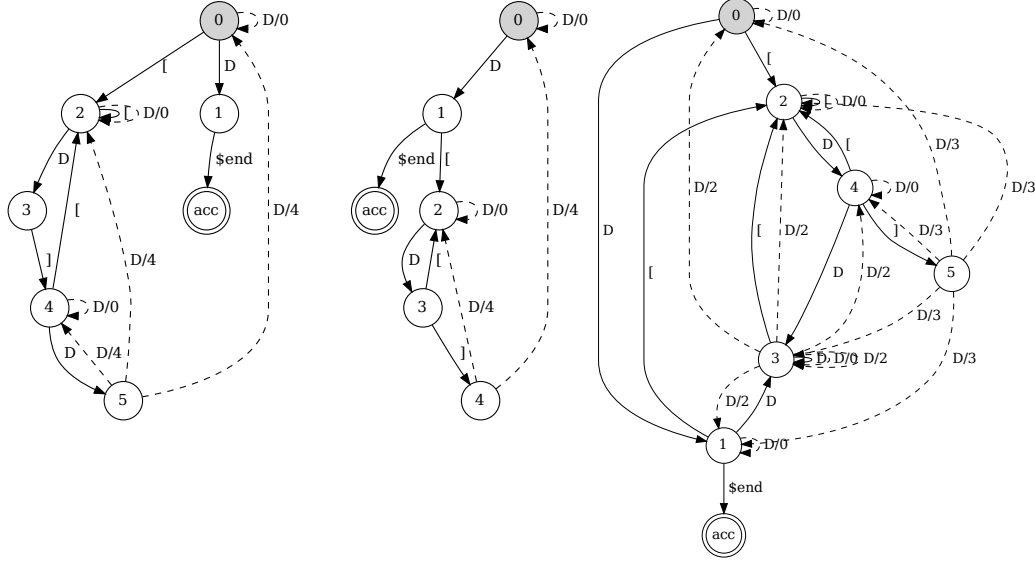 0 D/0
[ D
2 [ D/0 1
D $end
3 acc
] [ D/4 D/4
4 D/0
D D/4
5
0 D/0
D
1
$end [
acc 2 D/0
D [ D/4 D/4
3
]
4
0 D/0
[
2 [ D/0
D [ D/3
4 D/0 D/3
D/2 D/3 ]
D [ [ D/2 D D/2 5
D/3
3 D D/0 D/2 D/3
D/2 D
1 D/0
$end
acc